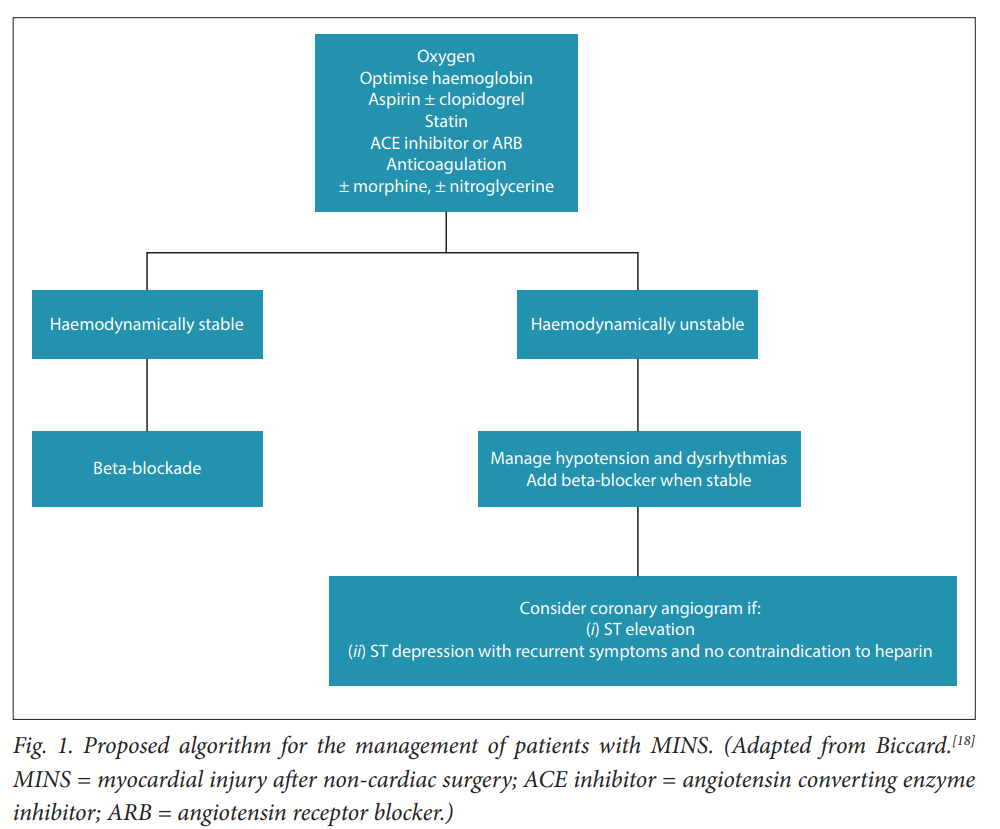 Oxygen
Optimise haemoglobin
Aspirin ± clopidogrel
Statin
ACE inhibitor or ARB
Anticoagulation
± morphine, ± nitroglycerine
Haemodynamically stable
Haemodynamically unstable
Beta-blockade
Manage hypotension and dysrhythmias
Add beta-blocker when stable
Consider coronary angiogram if:
(i) ST elevation
(ii) ST depression with recurrent symptoms and no contraindication to heparin
Fig. 1. Proposed algorithm for the management of patients with MINS. (Adapted from Biccard.[18]
MINS = myocardial injury after non-cardiac surgery; ACE inhibitor = angiotensin converting enzyme
inhibitor; ARB = angiotensin receptor blocker.)